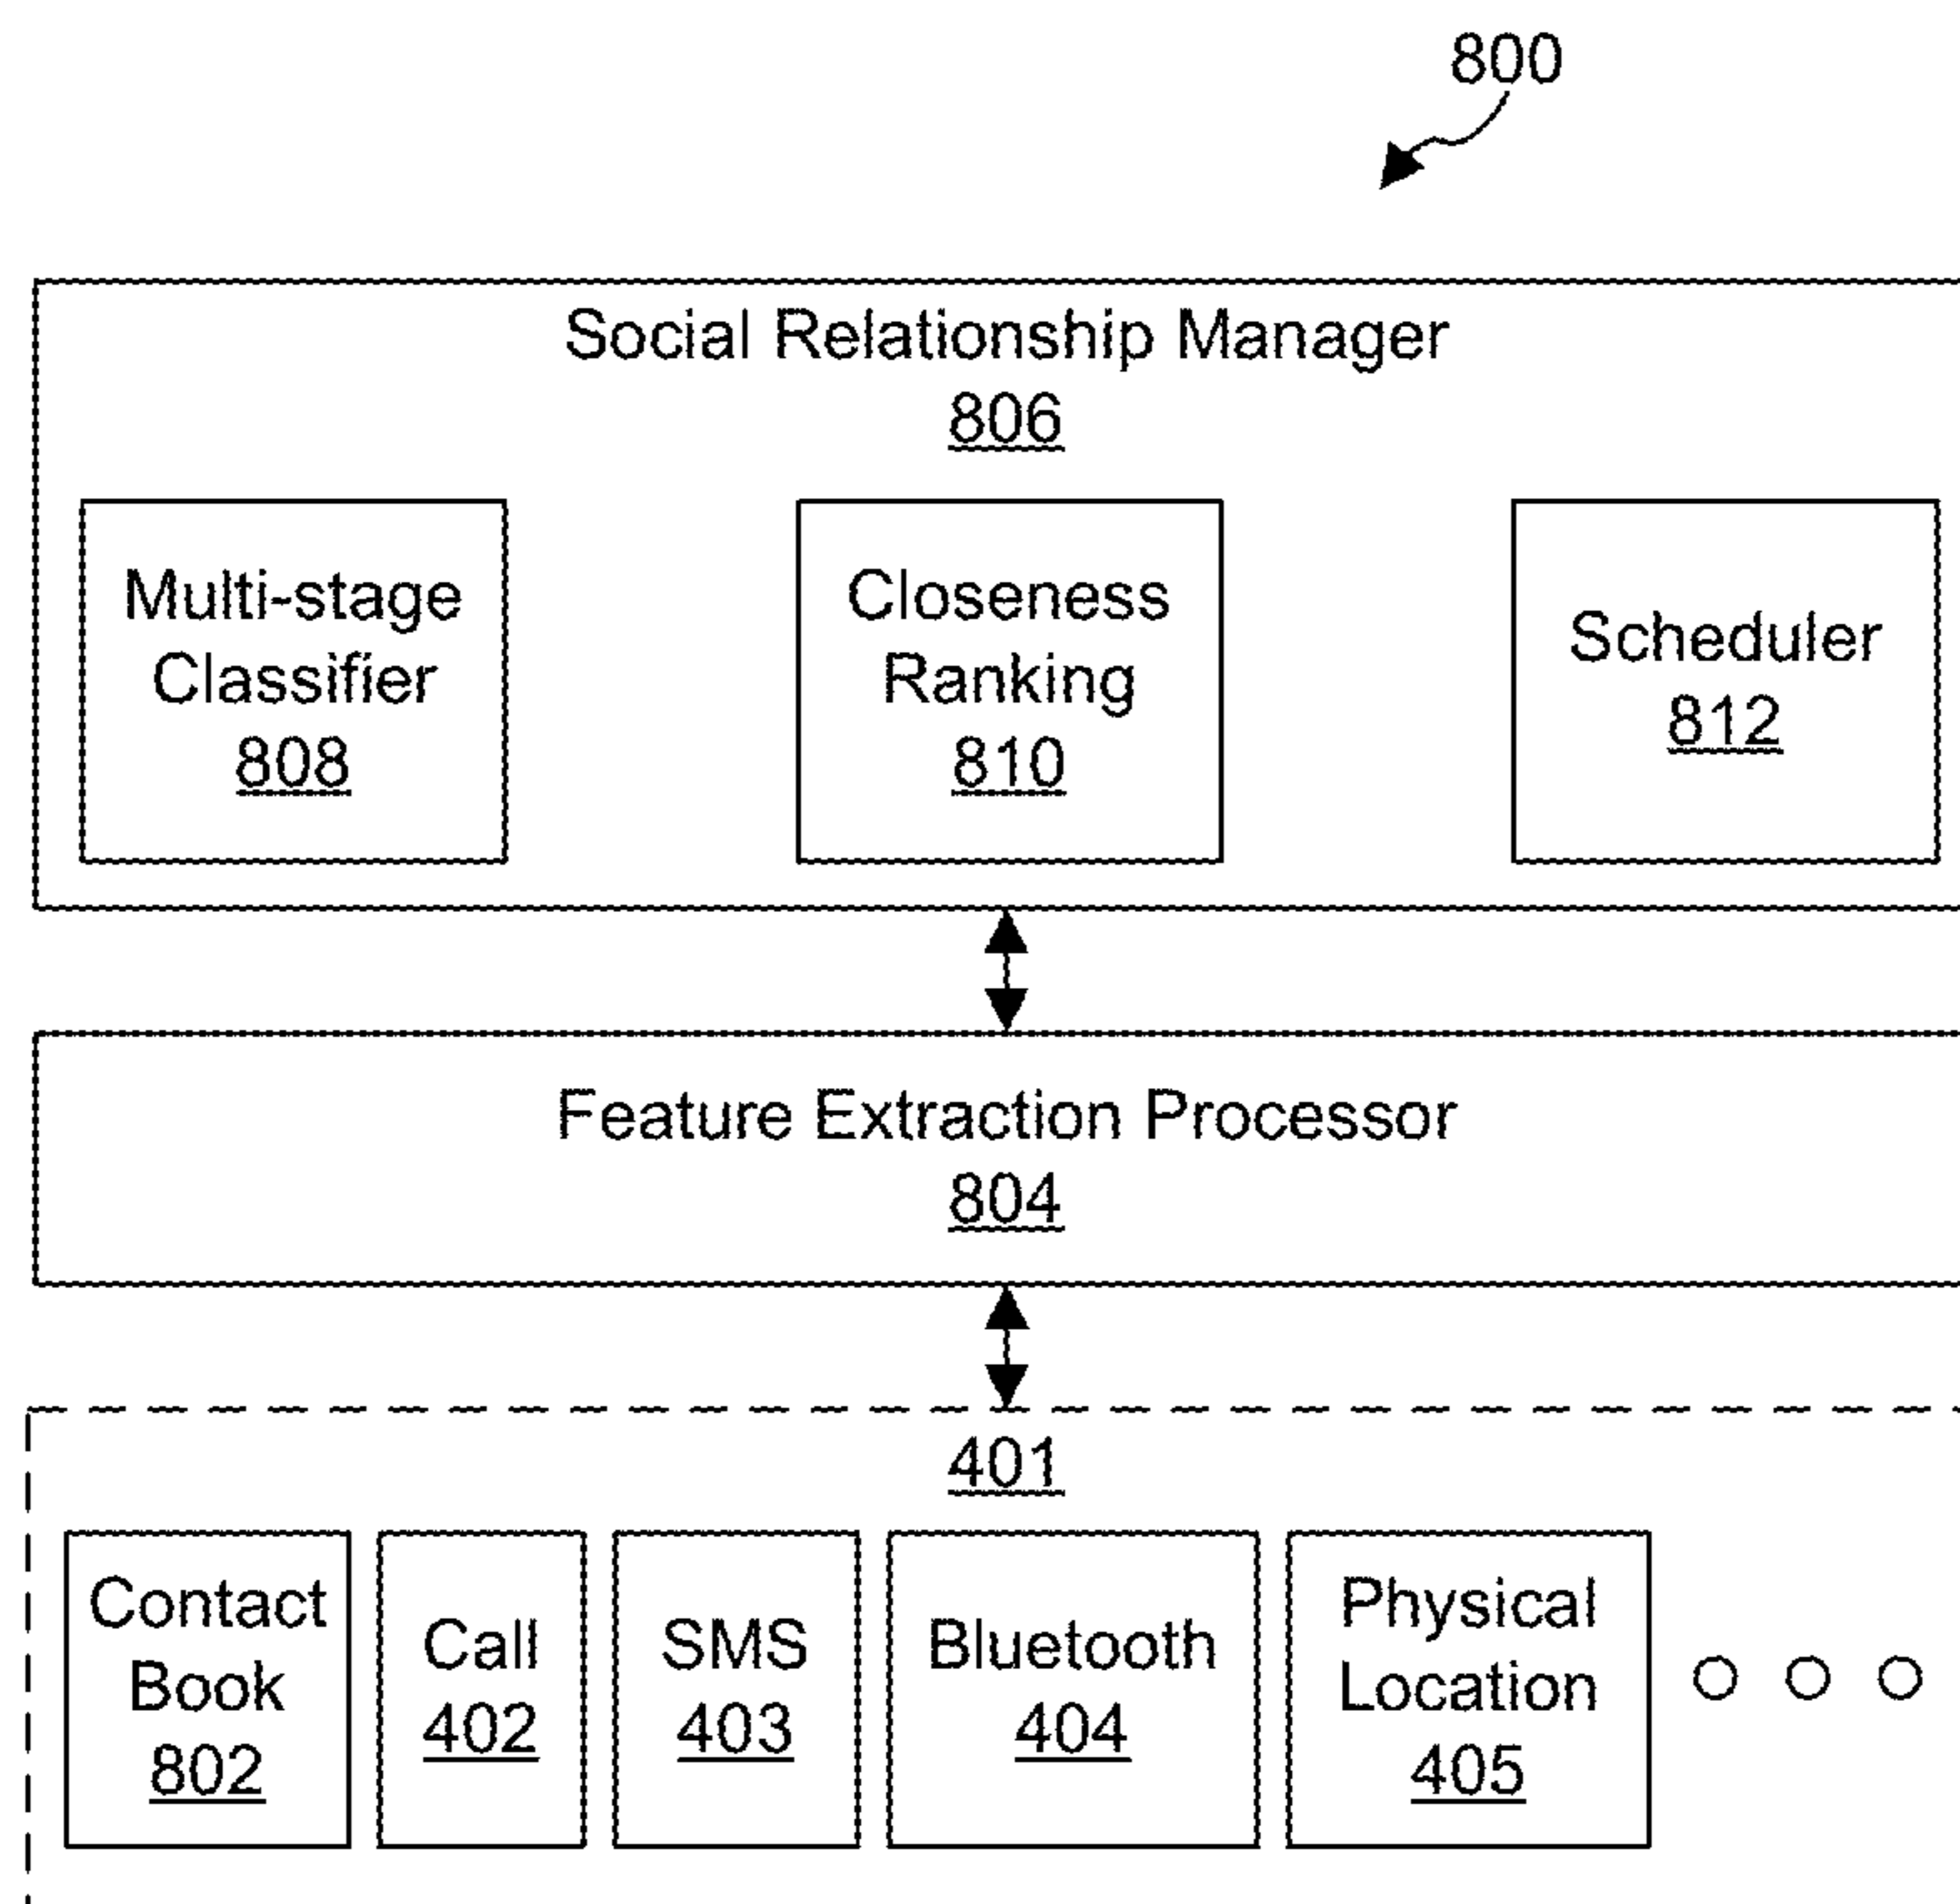 800
Social Relationship Manager
806
Multi-stage
Classifier
808
Closeness
Ranking
810
Scheduler
812
Feature Extraction Processor
804
401
Contact
Book
802
Call
402
SMS
403
Bluetooth
404
Physical
Location
405